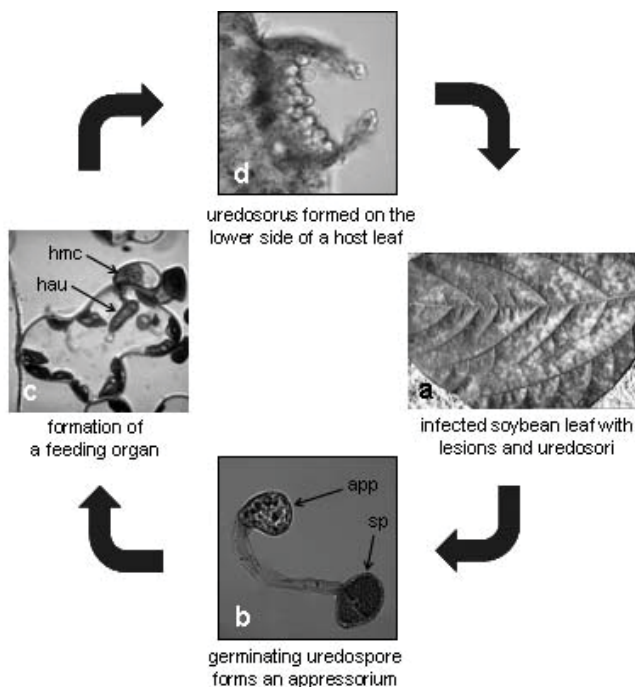 d
uredosorus formed on the
lower side of a host leaf
hmc
hau
c
formation of
a feeding organ
a
infected soybean leaf with
lesions and uredosori
app
sp
b
germinating uredospore
forms an appressorium